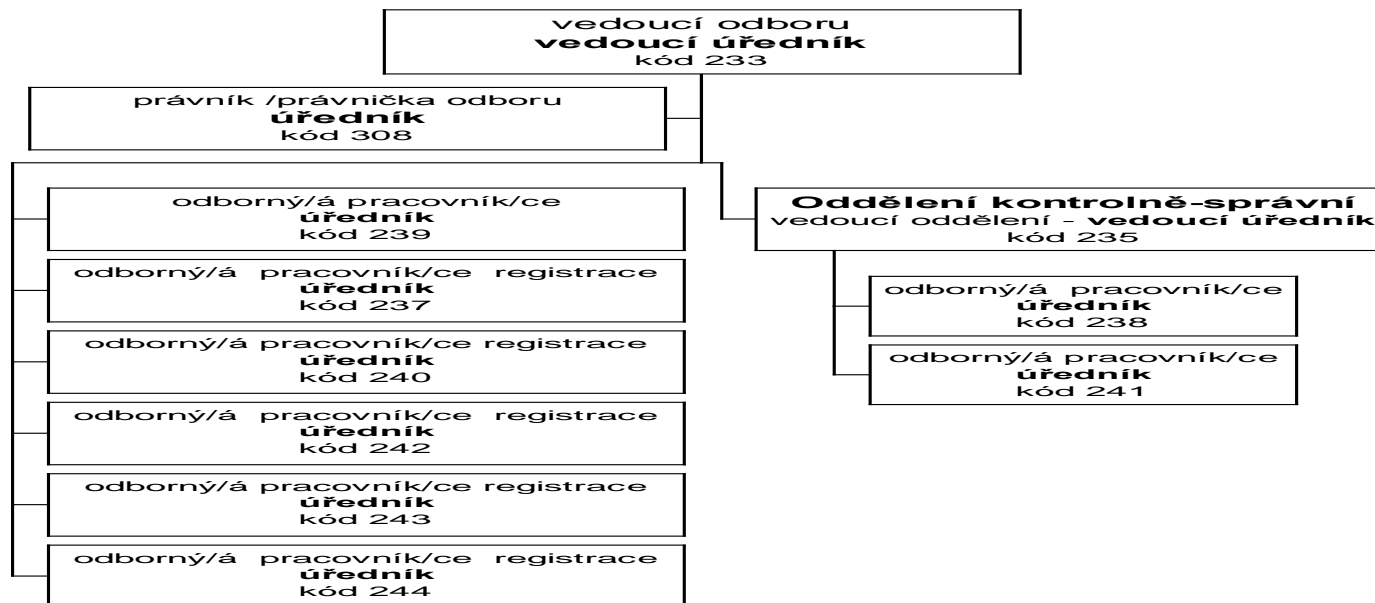 vedoucí odboru
vedoucí úředník
kód 233
právník /právnička odboru
úředník
kód 308
odborný/á pracovník/ce
úředník
kód 239
odborný/á pracovník/ce registrace
úředník
kód 237
odborný/á pracovník/ce registrace
úředník
kód 240
odborný/á pracovník/ce registrace
úředník
kód 242
odborný/á pracovník/ce registrace
úředník
kód 243
odborný/á pracovník/ce registrace
úředník
kód 244
Oddělení kontrolně-správní
vedoucí oddělení - vedoucí úředník
kód 235
odborný/á pracovník/ce
úředník
kód 238
odborný/á pracovník/ce
úředník
kód 241